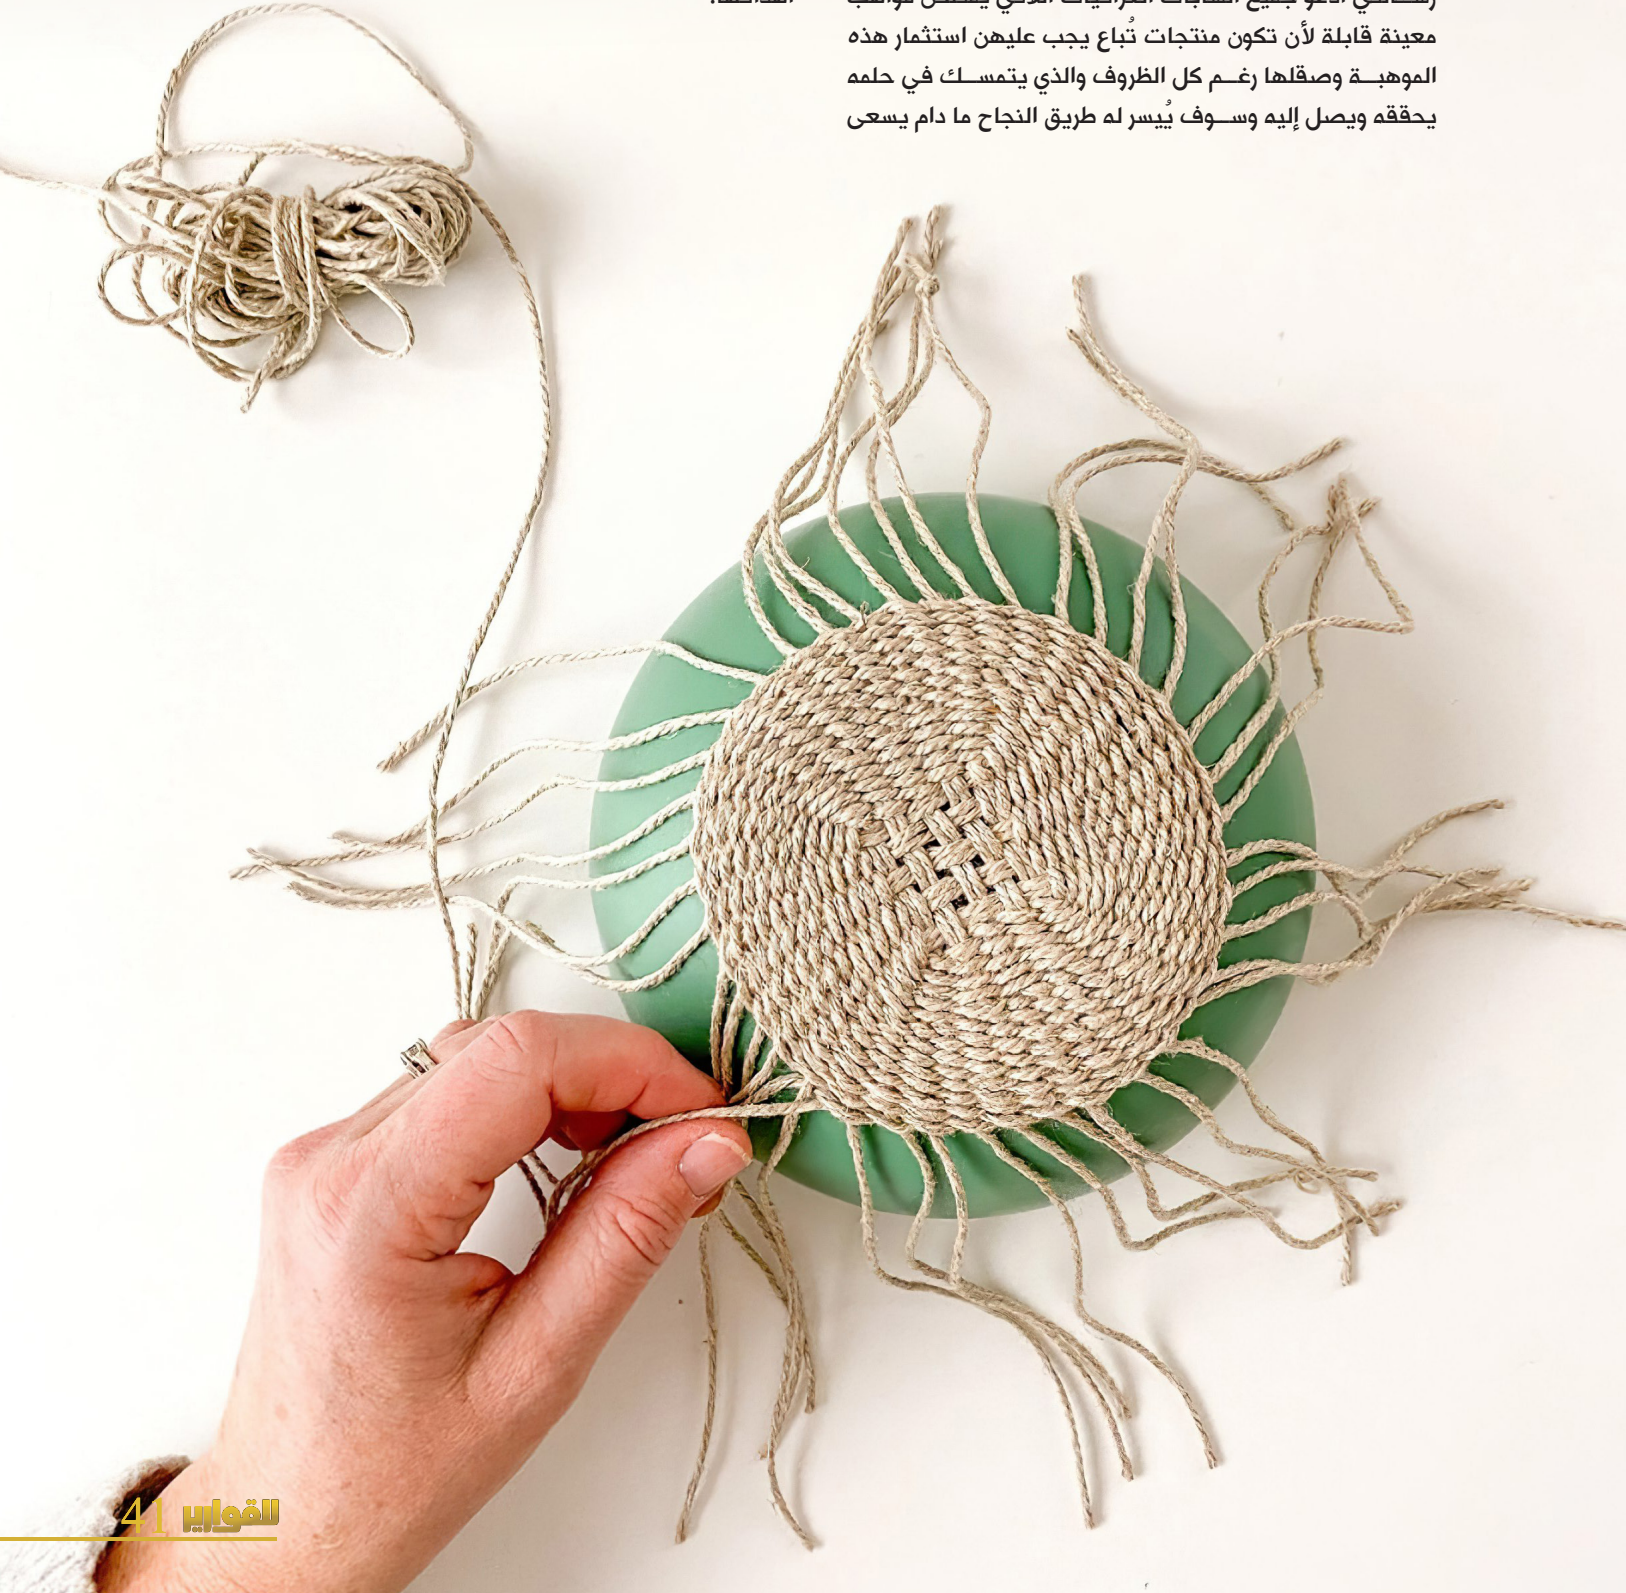 معينة قابلة لأن تكون منتجات تُباع يجب عليهن استثمار هذه
الموهبــة وصقلها رغــم كل الظروف والذي يتمســك في حلمه
يحققه ويصل إليه وســوف يُيسر له طريق النجاح ما دام يسعى
41 للقوارير